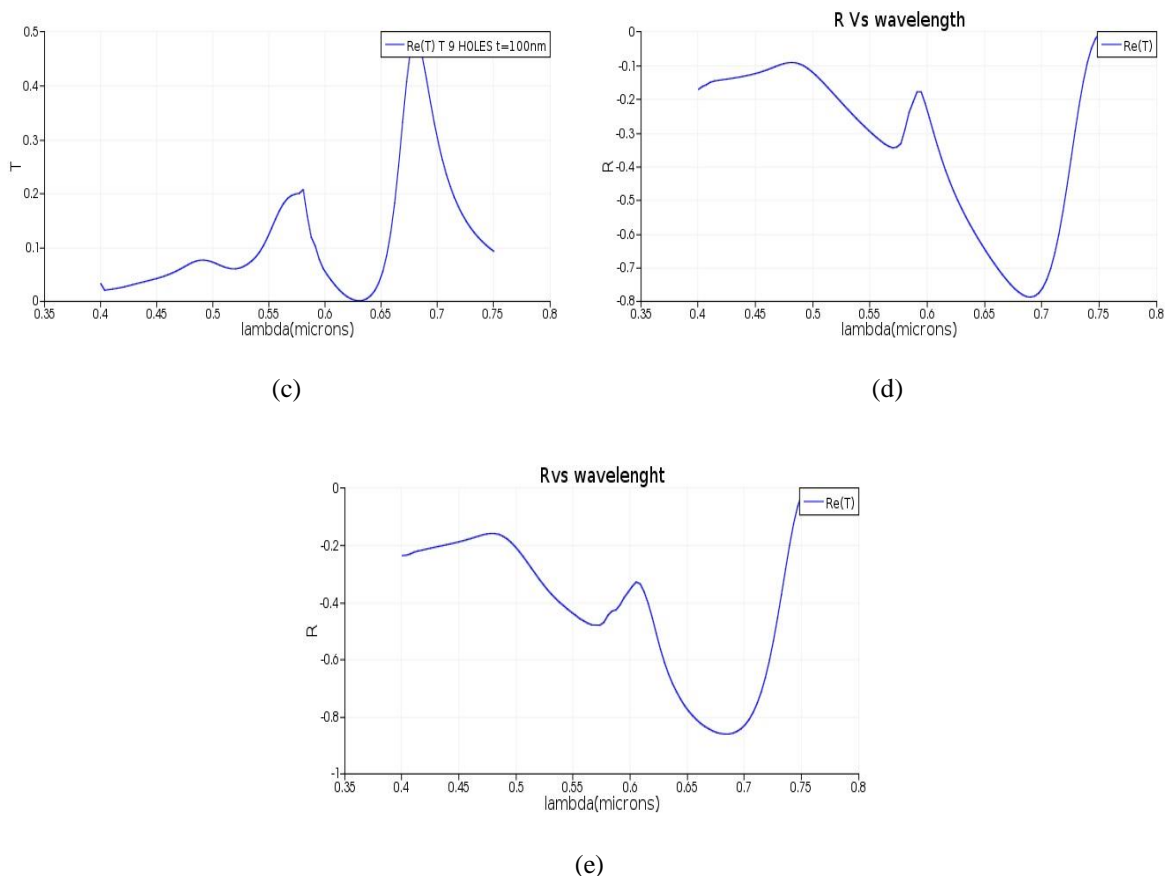 0.5
Re(T) T 9 HOLES t=100nm
0.4
0.3
T
0.2
0.1
0
0.35 0.4 0.45 0.5 0.55 0.6 0.65 0.7 0.75 0.8
lambda(microns)
(c)
R Vs wavelength
0
Re(T)
-0.1
-0.2
-0.3
-0.4
R
-0.5
-0.6
-0.7
-0.8
0.35 0.4 0.45 0.5 0.55 0.6 0.65 0.7 0.75 0.8
lambda(microns)
(d)
Rvs wavelenght
0
Re(T)
-0.2
-0.4
R
-0.6
-0.8
-1
0.35 0.4 0.45 0.5 0.55 0.6 0.65 0.7 0.75 0.8
lambda(microns)
(e)